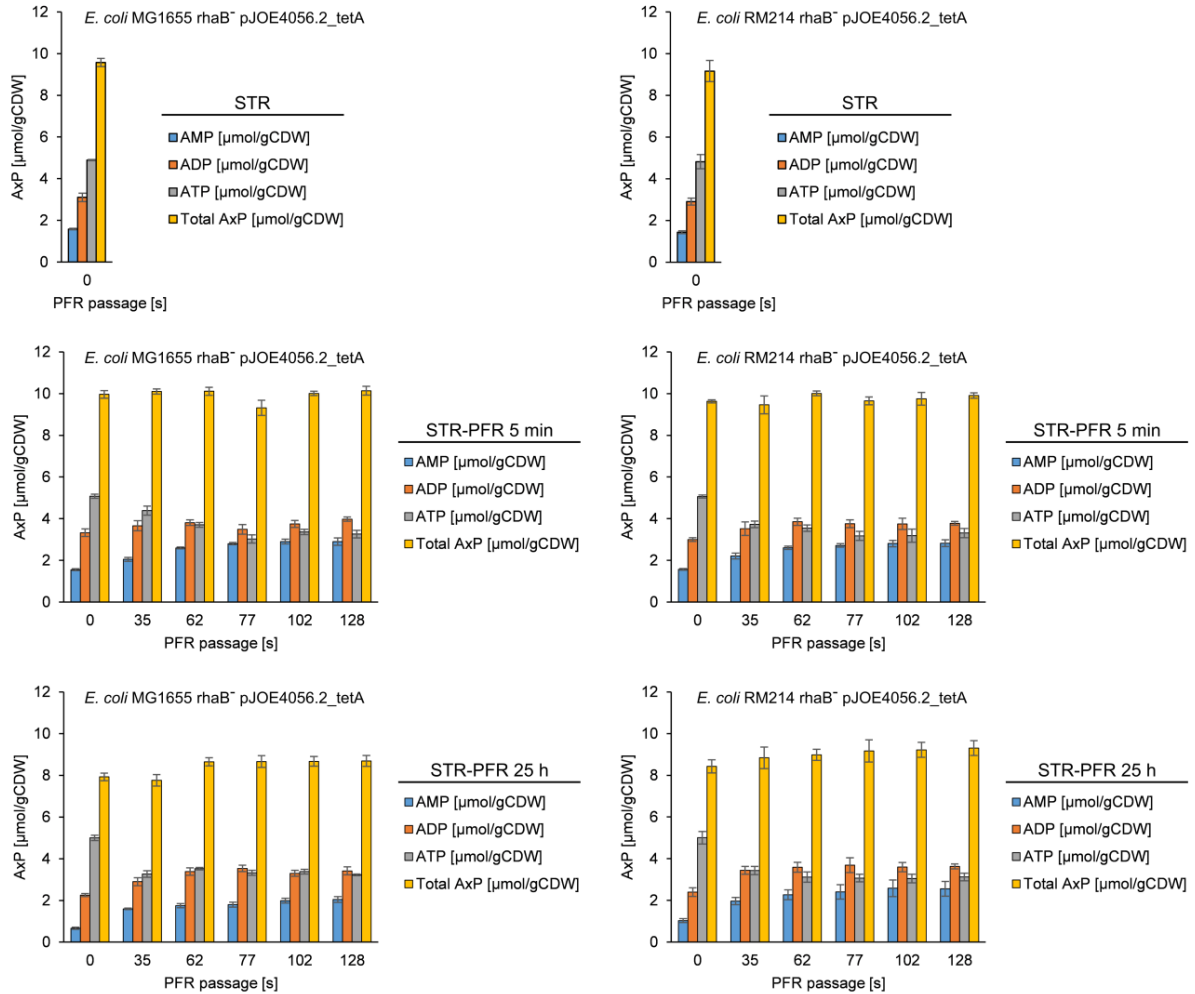 E. coli MG1655 rhaB⁻ pJOE4056.2_tetA
12
10
8
6
4
2
0
AxP [µmol/gCDW]
0
PFR passage [s]
STR
AMP [µmol/gCDW]
ADP [µmol/gCDW]
ATP [µmol/gCDW]
Total AxP [µmol/gCDW]
E. coli RM214 rhaB⁻ pJOE4056.2_tetA
12
10
8
6
4
2
0
AxP [µmol/gCDW]
0
PFR passage [s]
STR
AMP [µmol/gCDW]
ADP [µmol/gCDW]
ATP [µmol/gCDW]
Total AxP [µmol/gCDW]
E. coli MG1655 rhaB⁻ pJOE4056.2_tetA
12
10
8
6
4
2
0
AxP [µmol/gCDW]
0 35 62 77 102 128
PFR passage [s]
STR-PFR 5 min
AMP [µmol/gCDW]
ADP [µmol/gCDW]
ATP [µmol/gCDW]
Total AxP [µmol/gCDW]
E. coli RM214 rhaB⁻ pJOE4056.2_tetA
12
10
8
6
4
2
0
AxP [µmol/gCDW]
0 35 62 77 102 128
PFR passage [s]
STR-PFR 5 min
AMP [µmol/gCDW]
ADP [µmol/gCDW]
ATP [µmol/gCDW]
Total AxP [µmol/gCDW]
E. coli MG1655 rhaB⁻ pJOE4056.2_tetA
12
10
8
6
4
2
0
AxP [µmol/gCDW]
0 35 62 77 102 128
PFR passage [s]
STR-PFR 25 h
AMP [µmol/gCDW]
ADP [µmol/gCDW]
ATP [µmol/gCDW]
Total AxP [µmol/gCDW]
E. coli RM214 rhaB⁻ pJOE4056.2_tetA
12
10
8
6
4
2
0
AxP [µmol/gCDW]
0 35 62 77 102 128
PFR passage [s]
STR-PFR 25 h
AMP [µmol/gCDW]
ADP [µmol/gCDW]
ATP [µmol/gCDW]
Total AxP [µmol/gCDW]